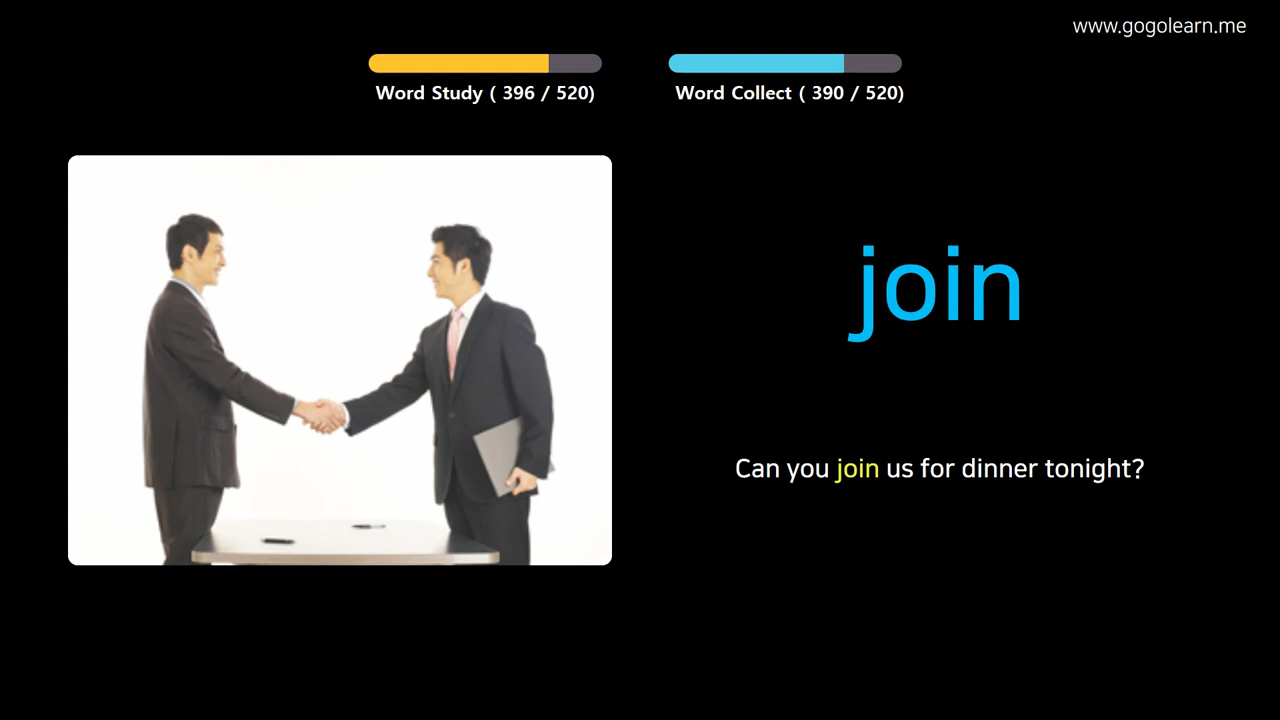 www.gogolearn.me
Word Study ( 396 / 520)
Word Collect ( 390 / 520)
join
Can you join us for dinner tonight?